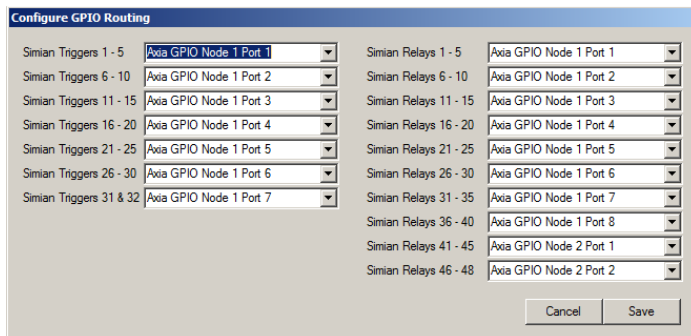 Configure GPIO Routing
Simian Triggers 1 - 5 Axia GPIO Node 1 Port 1
Simian Triggers 6 - 10 Axia GPIO Node 1 Port 2
Simian Triggers 11 - 15 Axia GPIO Node 1 Port 3
Simian Triggers 16 - 20 Axia GPIO Node 1 Port 4
Simian Triggers 21 - 25 Axia GPIO Node 1 Port 5
Simian Triggers 26 - 30 Axia GPIO Node 1 Port 6
Simian Triggers 31 & 32 Axia GPIO Node 1 Port 7
Simian Relays 1 - 5 Axia GPIO Node 1 Port 1
Simian Relays 6 - 10 Axia GPIO Node 1 Port 2
Simian Relays 11 - 15 Axia GPIO Node 1 Port 3
Simian Relays 16 - 20 Axia GPIO Node 1 Port 4
Simian Relays 21 - 25 Axia GPIO Node 1 Port 5
Simian Relays 26 - 30 Axia GPIO Node 1 Port 6
Simian Relays 31 - 35 Axia GPIO Node 1 Port 7
Simian Relays 36 - 40 Axia GPIO Node 1 Port 8
Simian Relays 41 - 45 Axia GPIO Node 2 Port 1
Simian Relays 46 - 48 Axia GPIO Node 2 Port 2
Cancel Save